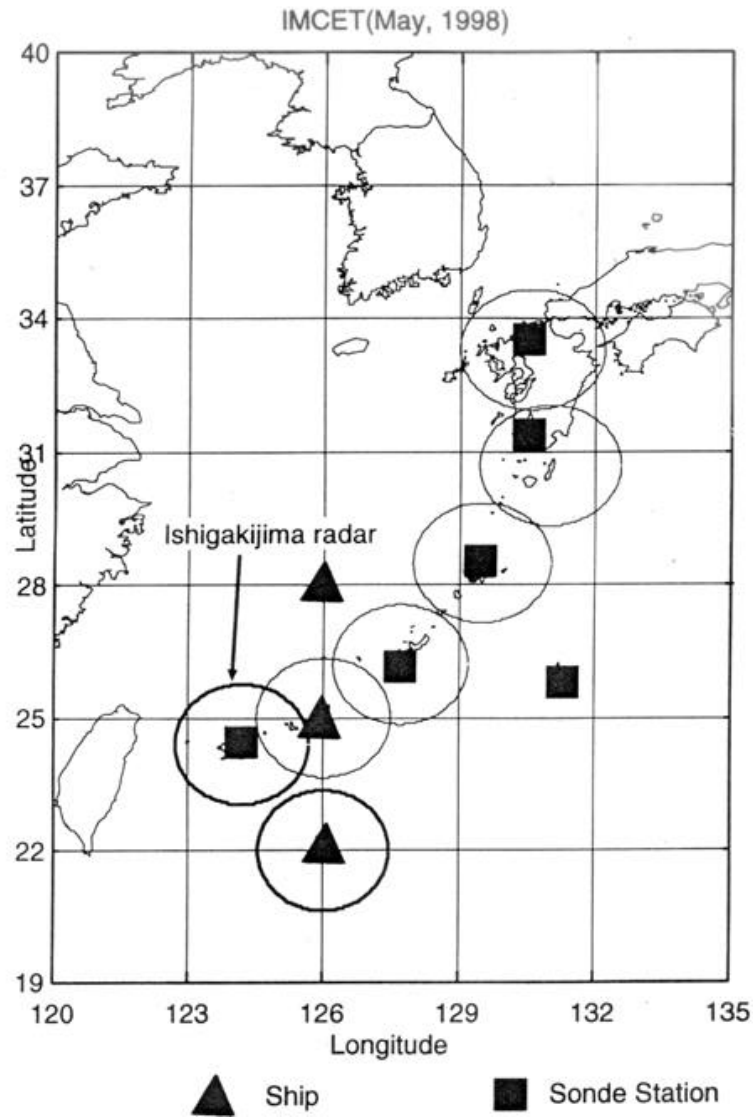 IMCET(May, 1998)
40
37
34
31
28
25
22
19
Latitude
Ishigakijima radar
120 123 126 129 132 135
Longitude
Ship Sonde Station